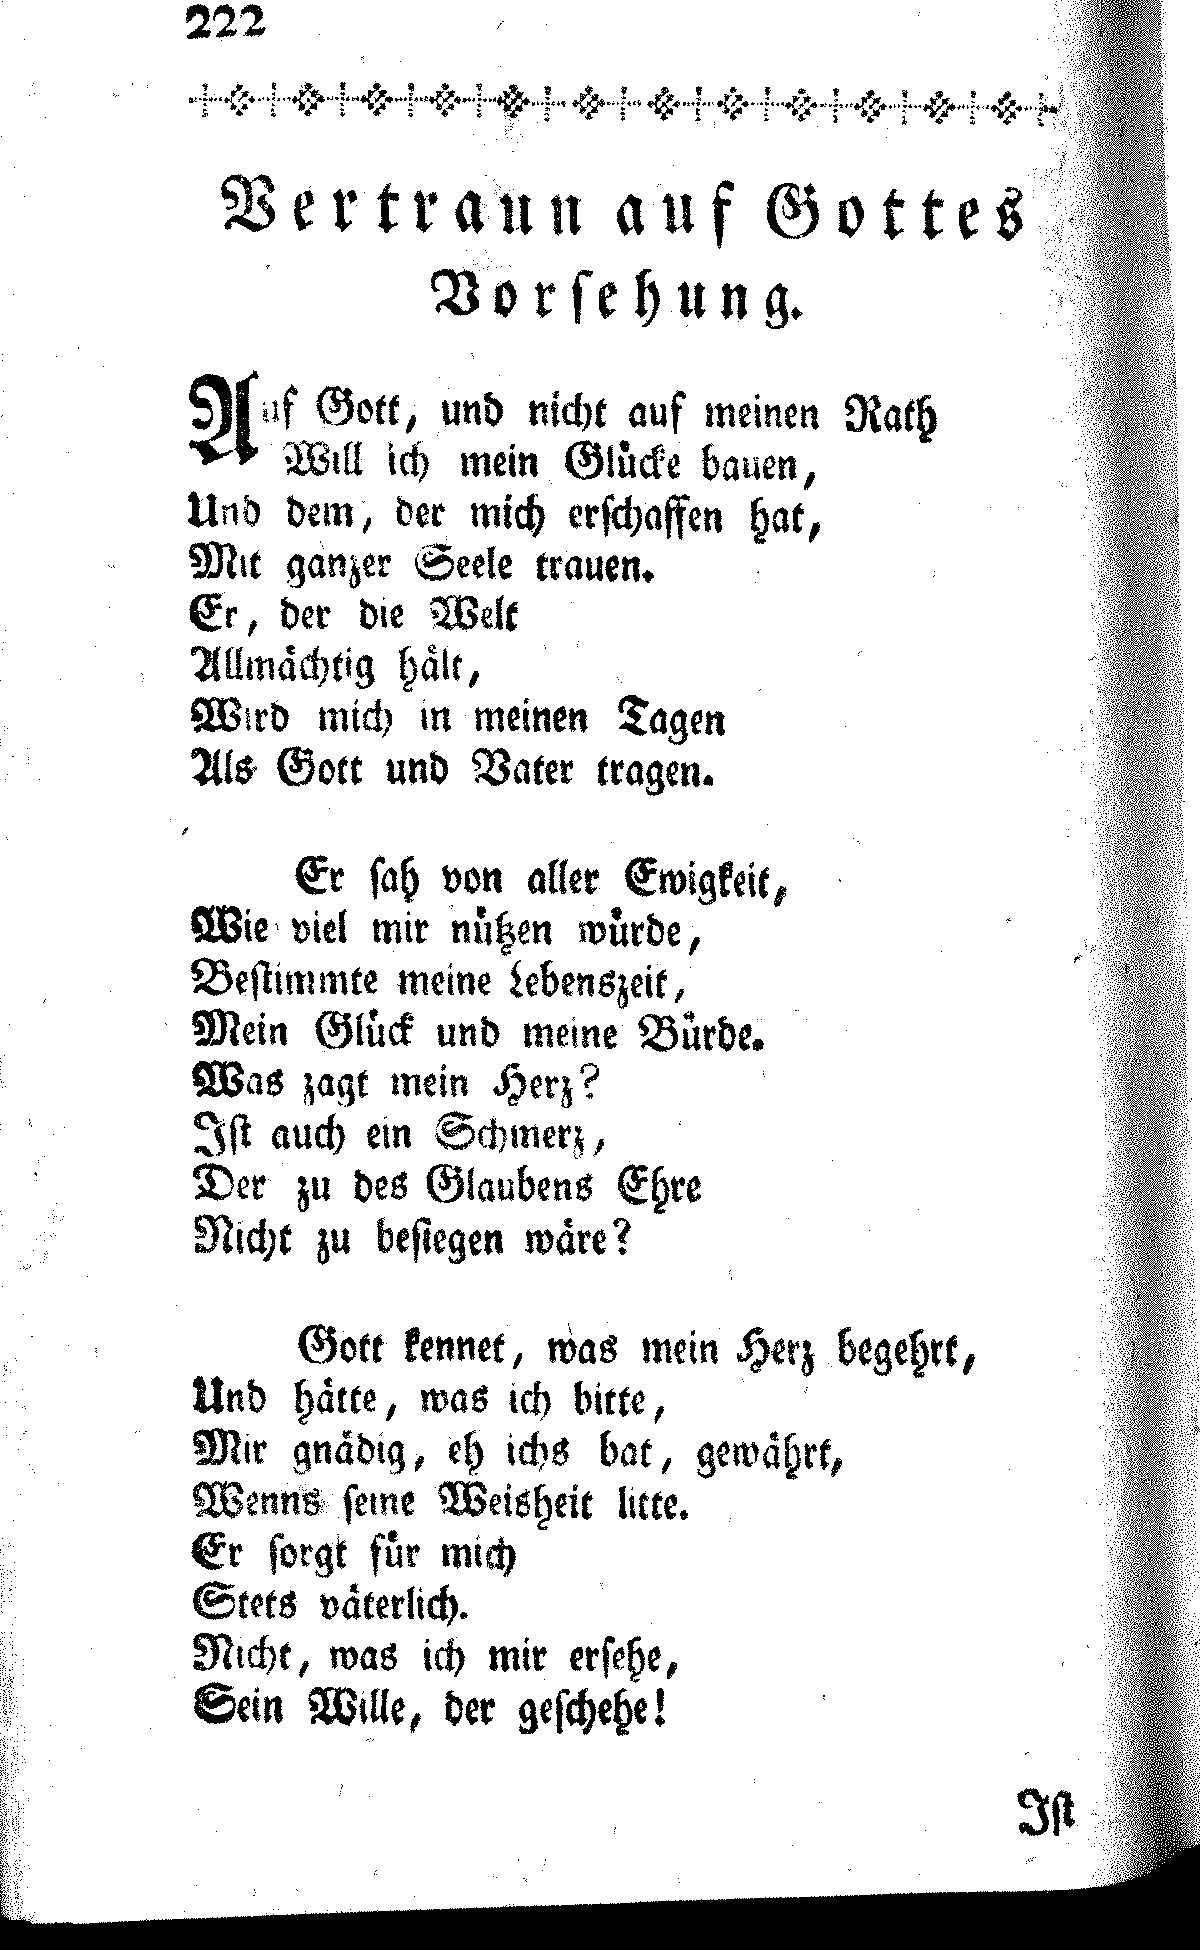 222
Vertraun auf Gottes
Vorsehung.
Auf Gott, und nicht auf meinen Rath
Will ich mein Glücke bauen,
Und dem, der mich erschaffen hat,
Mit ganzer Seele trauen.
Er, der die Welt
Allmächtig hält,
Wird mich in meinen Tagen
Als Gott und Vater tragen.
Er sah von aller Ewigkeit,
Wie viel mir nützen würde,
Bestimmte meine Lebenszeit,
Mein Glück und meine Bürde.
Was zagt mein Herz?
Ist auch ein Schmerz,
Der zu des Glaubens Ehre
Nicht zu besiegen wäre?
Gott kennet, was mein Herz begehrt,
Und hätte, was ich bitte,
Mir gnädig, eh ichs bat, gewährt,
Wenns seine Weisheit litte.
Er sorgt für mich
Stets väterlich.
Nicht, was ich mir ersehe,
Sein Wille, der geschehe!
Ist